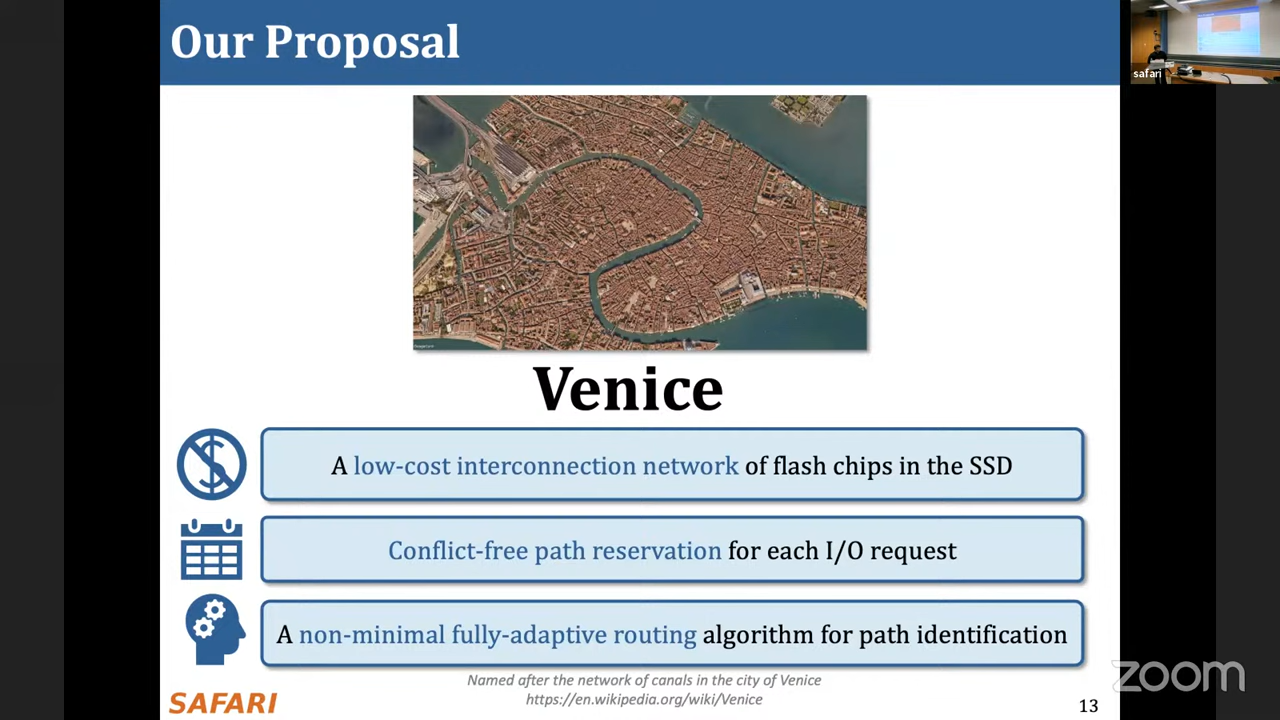 Our Proposal
safari
Venice
A low-cost interconnection network of flash chips in the SSD
Conflict-free path reservation for each I/O request
A non-minimal fully-adaptive routing algorithm for path identification
Named after the network of canals in the city of Venice
https://en.wikipedia.org/wiki/Venice
SAFARI
13
zoom